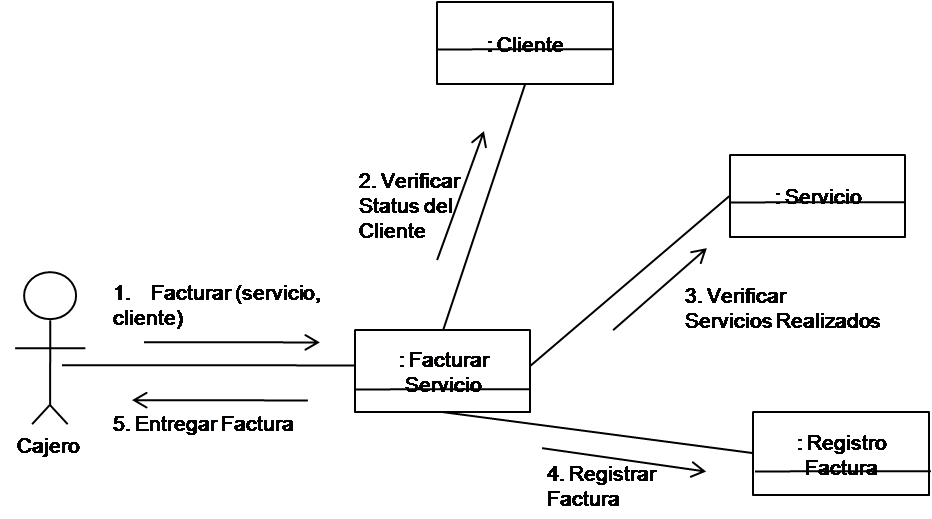 : Cliente
2. Verificar
Status del
Cliente
: Servicio
1. Facturar (servicio,
cliente)
3. Verificar
Servicios Realizados
: Facturar
Servicio
5. Entregar Factura
Cajero
: Registro
Factura
4. Registrar
Factura